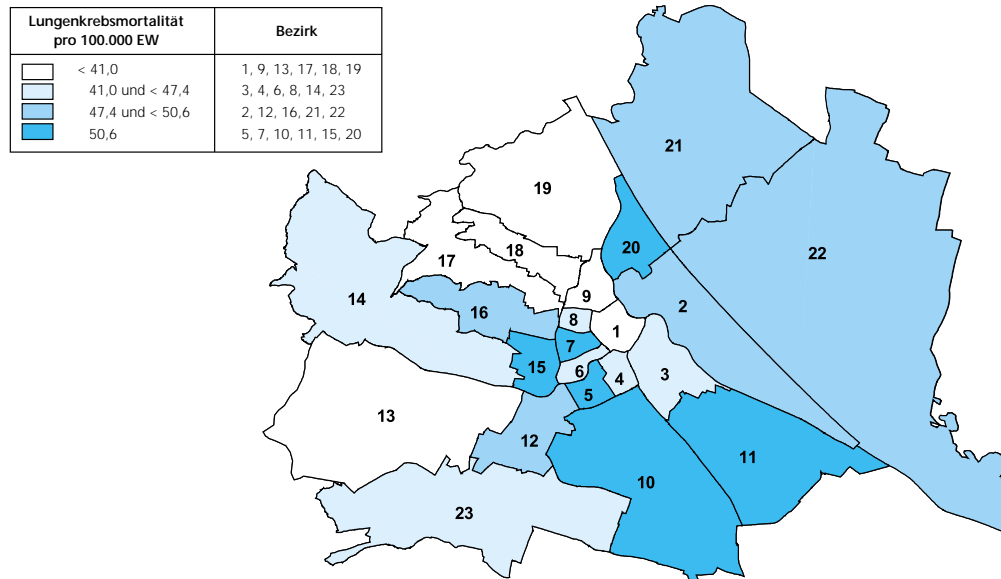 Lungenkrebsmortalität
pro 100.000 EW
Bezirk
< 41,0
1, 9, 13, 17, 18, 19
41,0 und < 47,4
3, 4, 6, 8, 14, 23
47,4 und < 50,6
2, 12, 16, 21, 22
50,6
5, 7, 10, 11, 15, 20
21
19
20
18
22
17
14
9
2
16
8
1
7
15
6
3
4
5
13
12
11
10
23